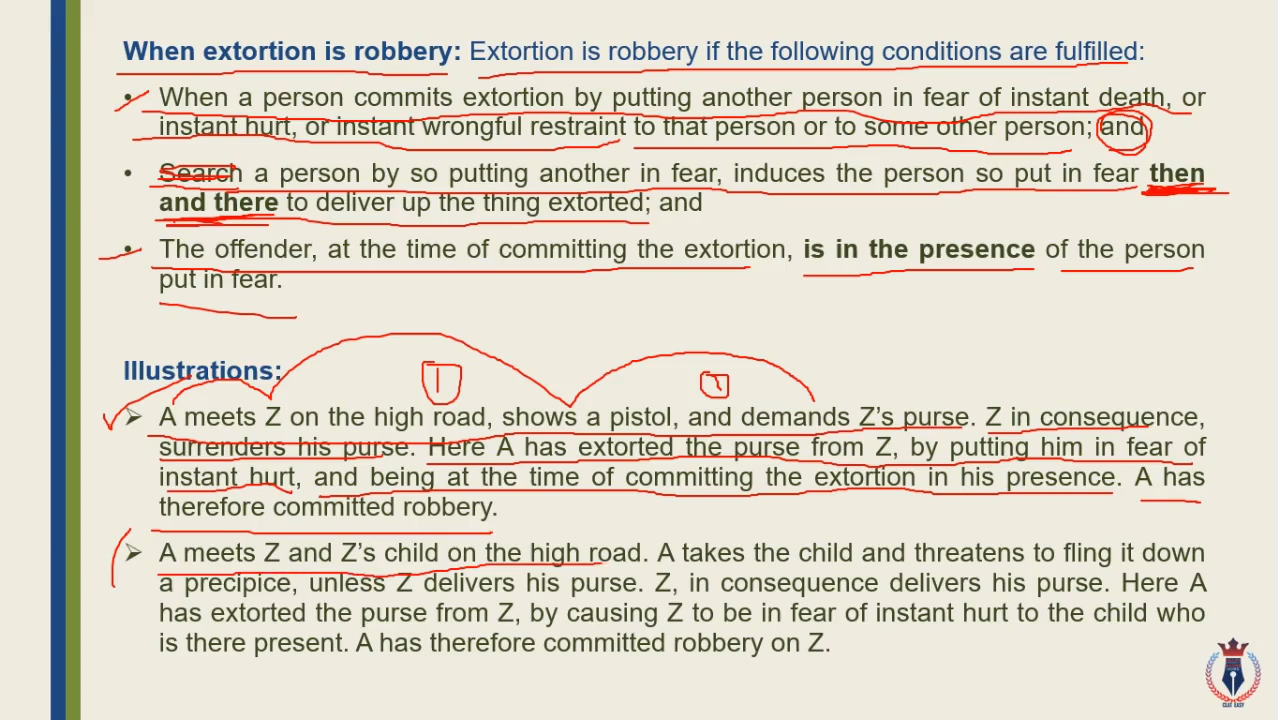 When extortion is robbery: Extortion is robbery if the following conditions are fulfilled:
• When a person commits extortion by putting another person in fear of instant death, or
instant hurt, or instant wrongful restraint to that person or to some other person; and
• Search a person by so putting another in fear, induces the person so put in fear then
and there to deliver up the thing extorted; and
• The offender, at the time of committing the extortion, is in the presence of the person
put in fear.
Illustrations:
1 2
➢ A meets Z on the high road, shows a pistol, and demands Z's purse. Z in consequence,
surrenders his purse. Here A has extorted the purse from Z, by putting him in fear of
instant hurt, and being at the time of committing the extortion in his presence. A has
therefore committed robbery.
➢ A meets Z and Z's child on the high road. A takes the child and threatens to fling it down
a precipice, unless Z delivers his purse. Z, in consequence delivers his purse. Here A
has extorted the purse from Z, by causing Z to be in fear of instant hurt to the child who
is there present. A has therefore committed robbery on Z.
CLAT EASY